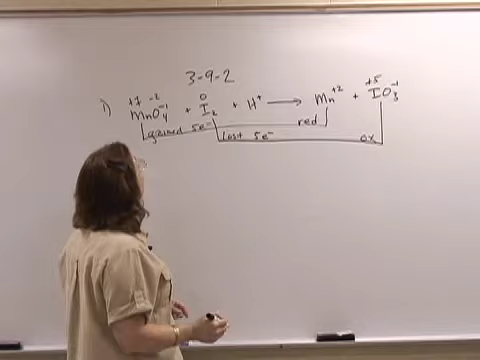 3-9-2
+7 -2 0 +5
1) MnO₄⁻¹ + I₂ + H⁺ → Mn⁺² + IO₃⁻¹
gained 5e⁻ red
lost 5e⁻ ox